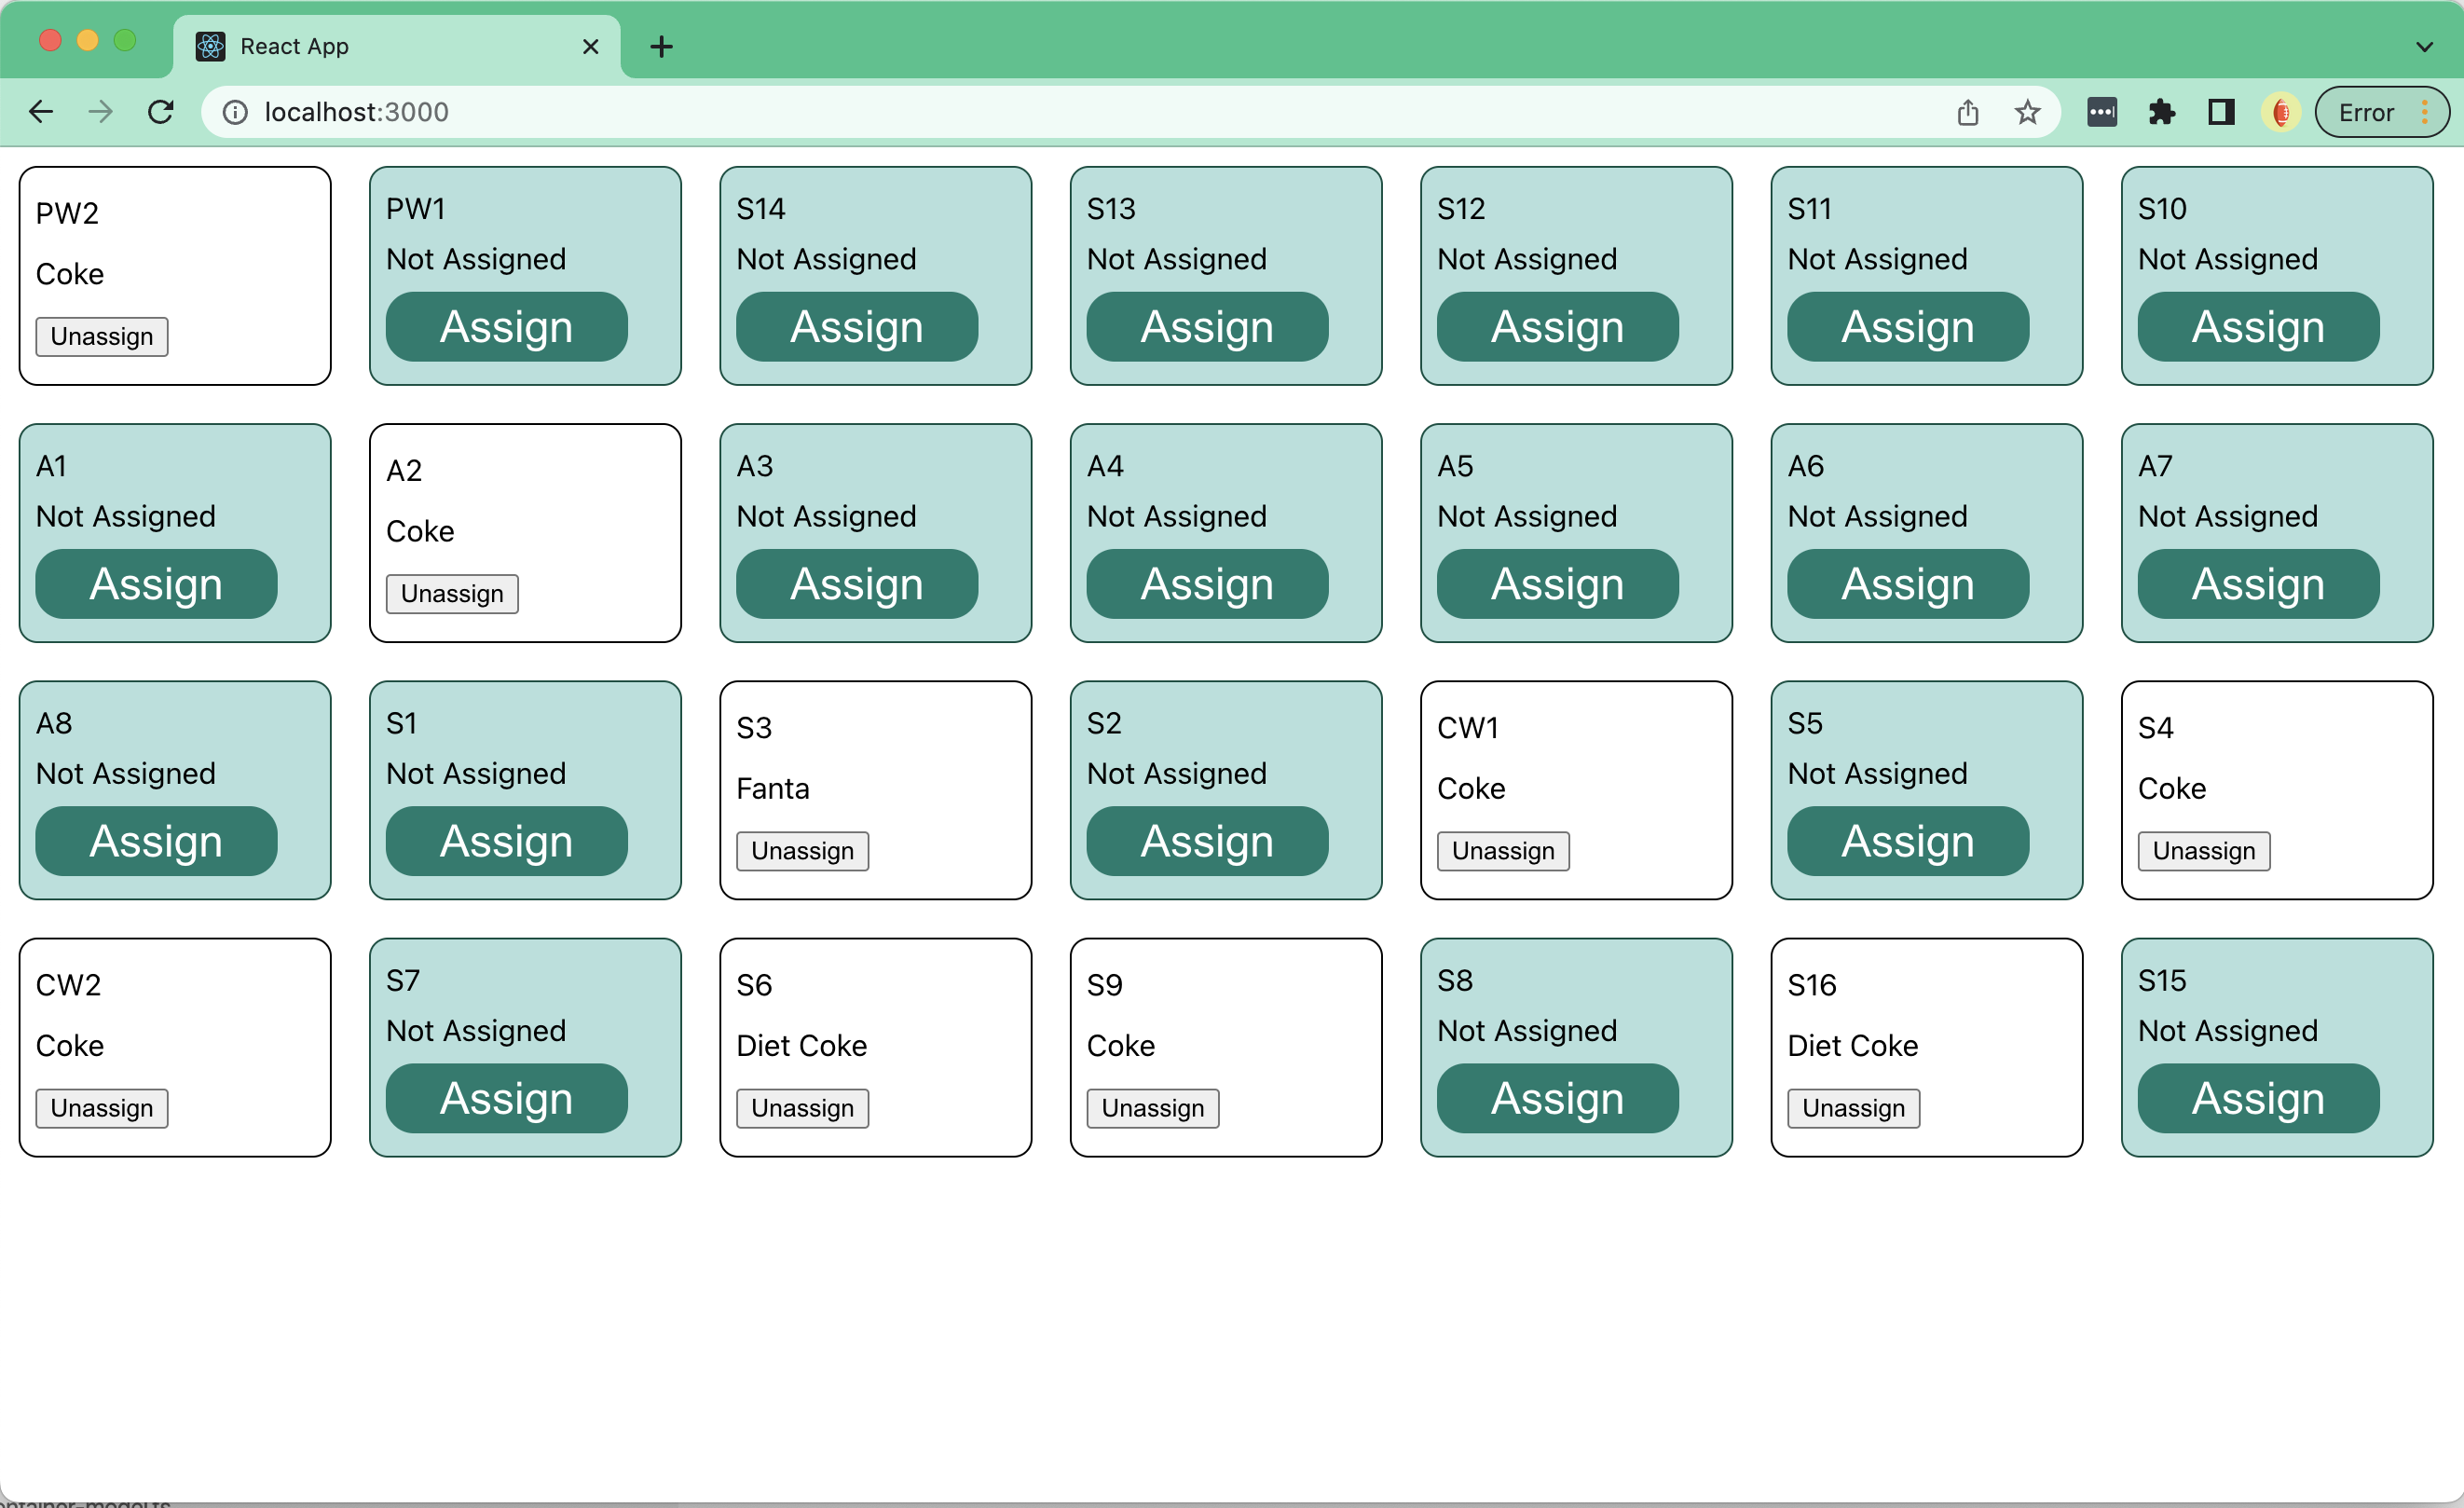 React App
localhost:3000
Error
PW2
Coke
Unassign
PW1
Not Assigned
Assign
S14
Not Assigned
Assign
S13
Not Assigned
Assign
S12
Not Assigned
Assign
S11
Not Assigned
Assign
S10
Not Assigned
Assign
A1
Not Assigned
Assign
A2
Coke
Unassign
A3
Not Assigned
Assign
A4
Not Assigned
Assign
A5
Not Assigned
Assign
A6
Not Assigned
Assign
A7
Not Assigned
Assign
A8
Not Assigned
Assign
S1
Not Assigned
Assign
S3
Fanta
Unassign
S2
Not Assigned
Assign
CW1
Coke
Unassign
S5
Not Assigned
Assign
S4
Coke
Unassign
CW2
Coke
Unassign
S7
Not Assigned
Assign
S6
Diet Coke
Unassign
S9
Coke
Unassign
S8
Not Assigned
Assign
S16
Diet Coke
Unassign
S15
Not Assigned
Assign